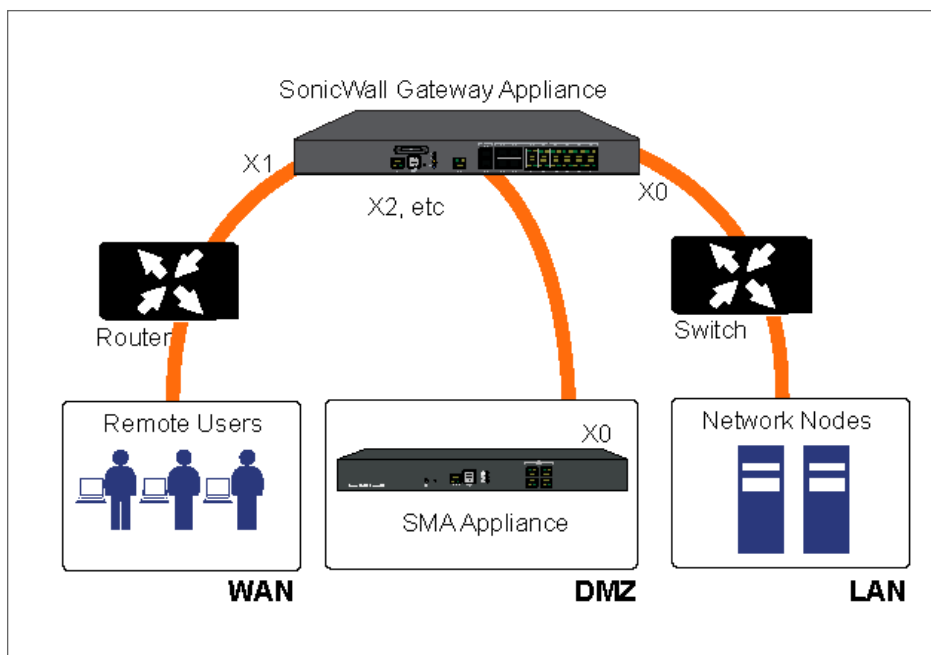 SonicWall Gateway Appliance
X1
X2, etc
X0
Router
Switch
Remote Users
X0
SMA Appliance
Network Nodes
WAN
DMZ
LAN